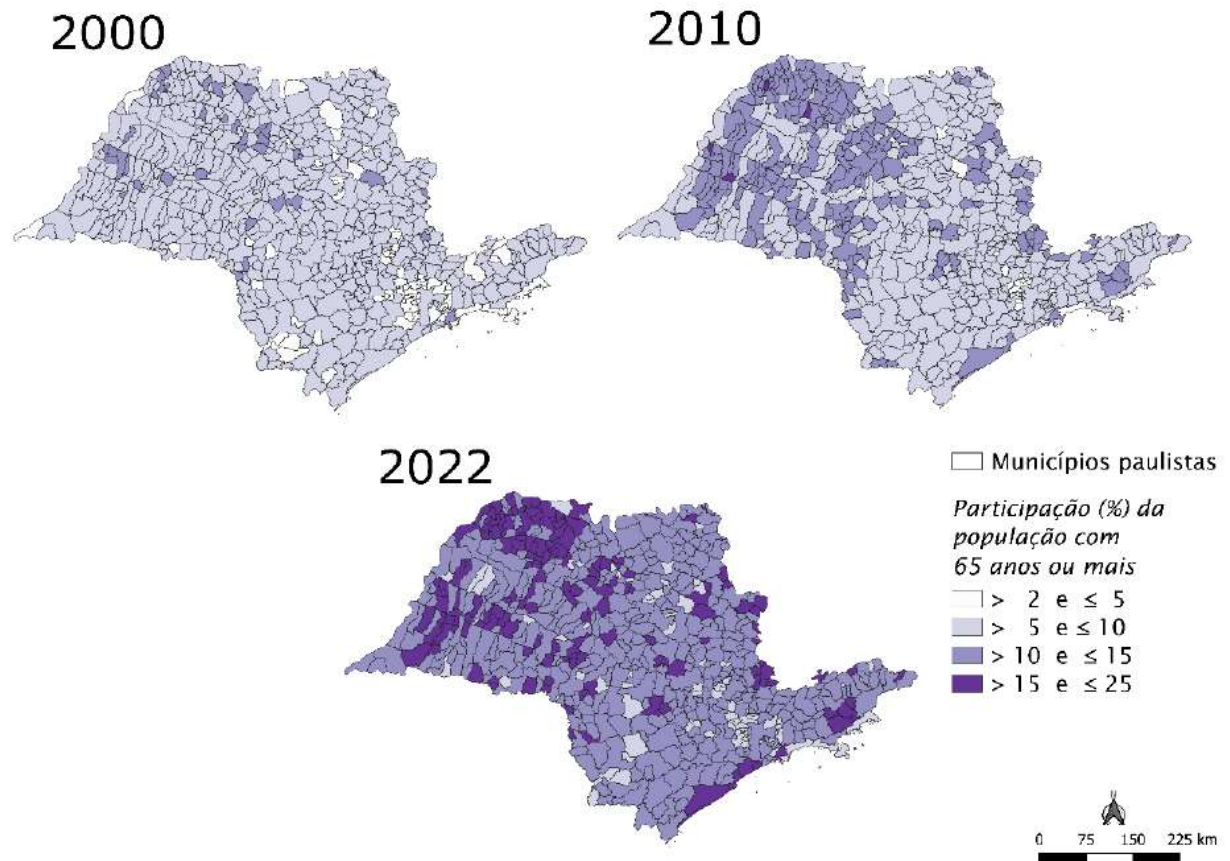 2000
2010
2022
Municípios paulistas
Participação (%) da
população com
65 anos ou mais
> 2 e ≤ 5
> 5 e ≤ 10
> 10 e ≤ 15
> 15 e ≤ 25
N
0 75 150 225 km